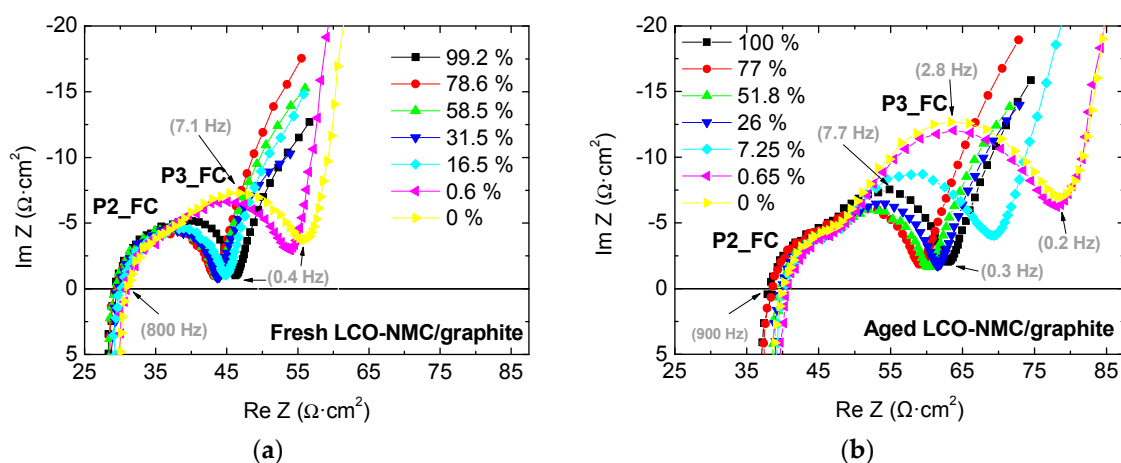 -20
-15
-10
-5
0
5
Im Z (Ω·cm²)
99.2 %
78.6 %
58.5 %
31.5 %
16.5 %
0.6 %
0 %
(7.1 Hz)
P3_FC
P2_FC
(0.4 Hz)
(800 Hz)
Fresh LCO-NMC/graphite
25 35 45 55 65 75 85
Re Z (Ω·cm²)
(a)
-20
-15
-10
-5
0
5
Im Z (Ω·cm²)
100 %
77 %
51.8 %
26 %
7.25 %
0.65 %
0 %
(2.8 Hz)
P3_FC
(7.7 Hz)
P2_FC
(0.2 Hz)
(0.3 Hz)
(900 Hz)
Aged LCO-NMC/graphite
25 35 45 55 65 75 85
Re Z (Ω·cm²)
(b)